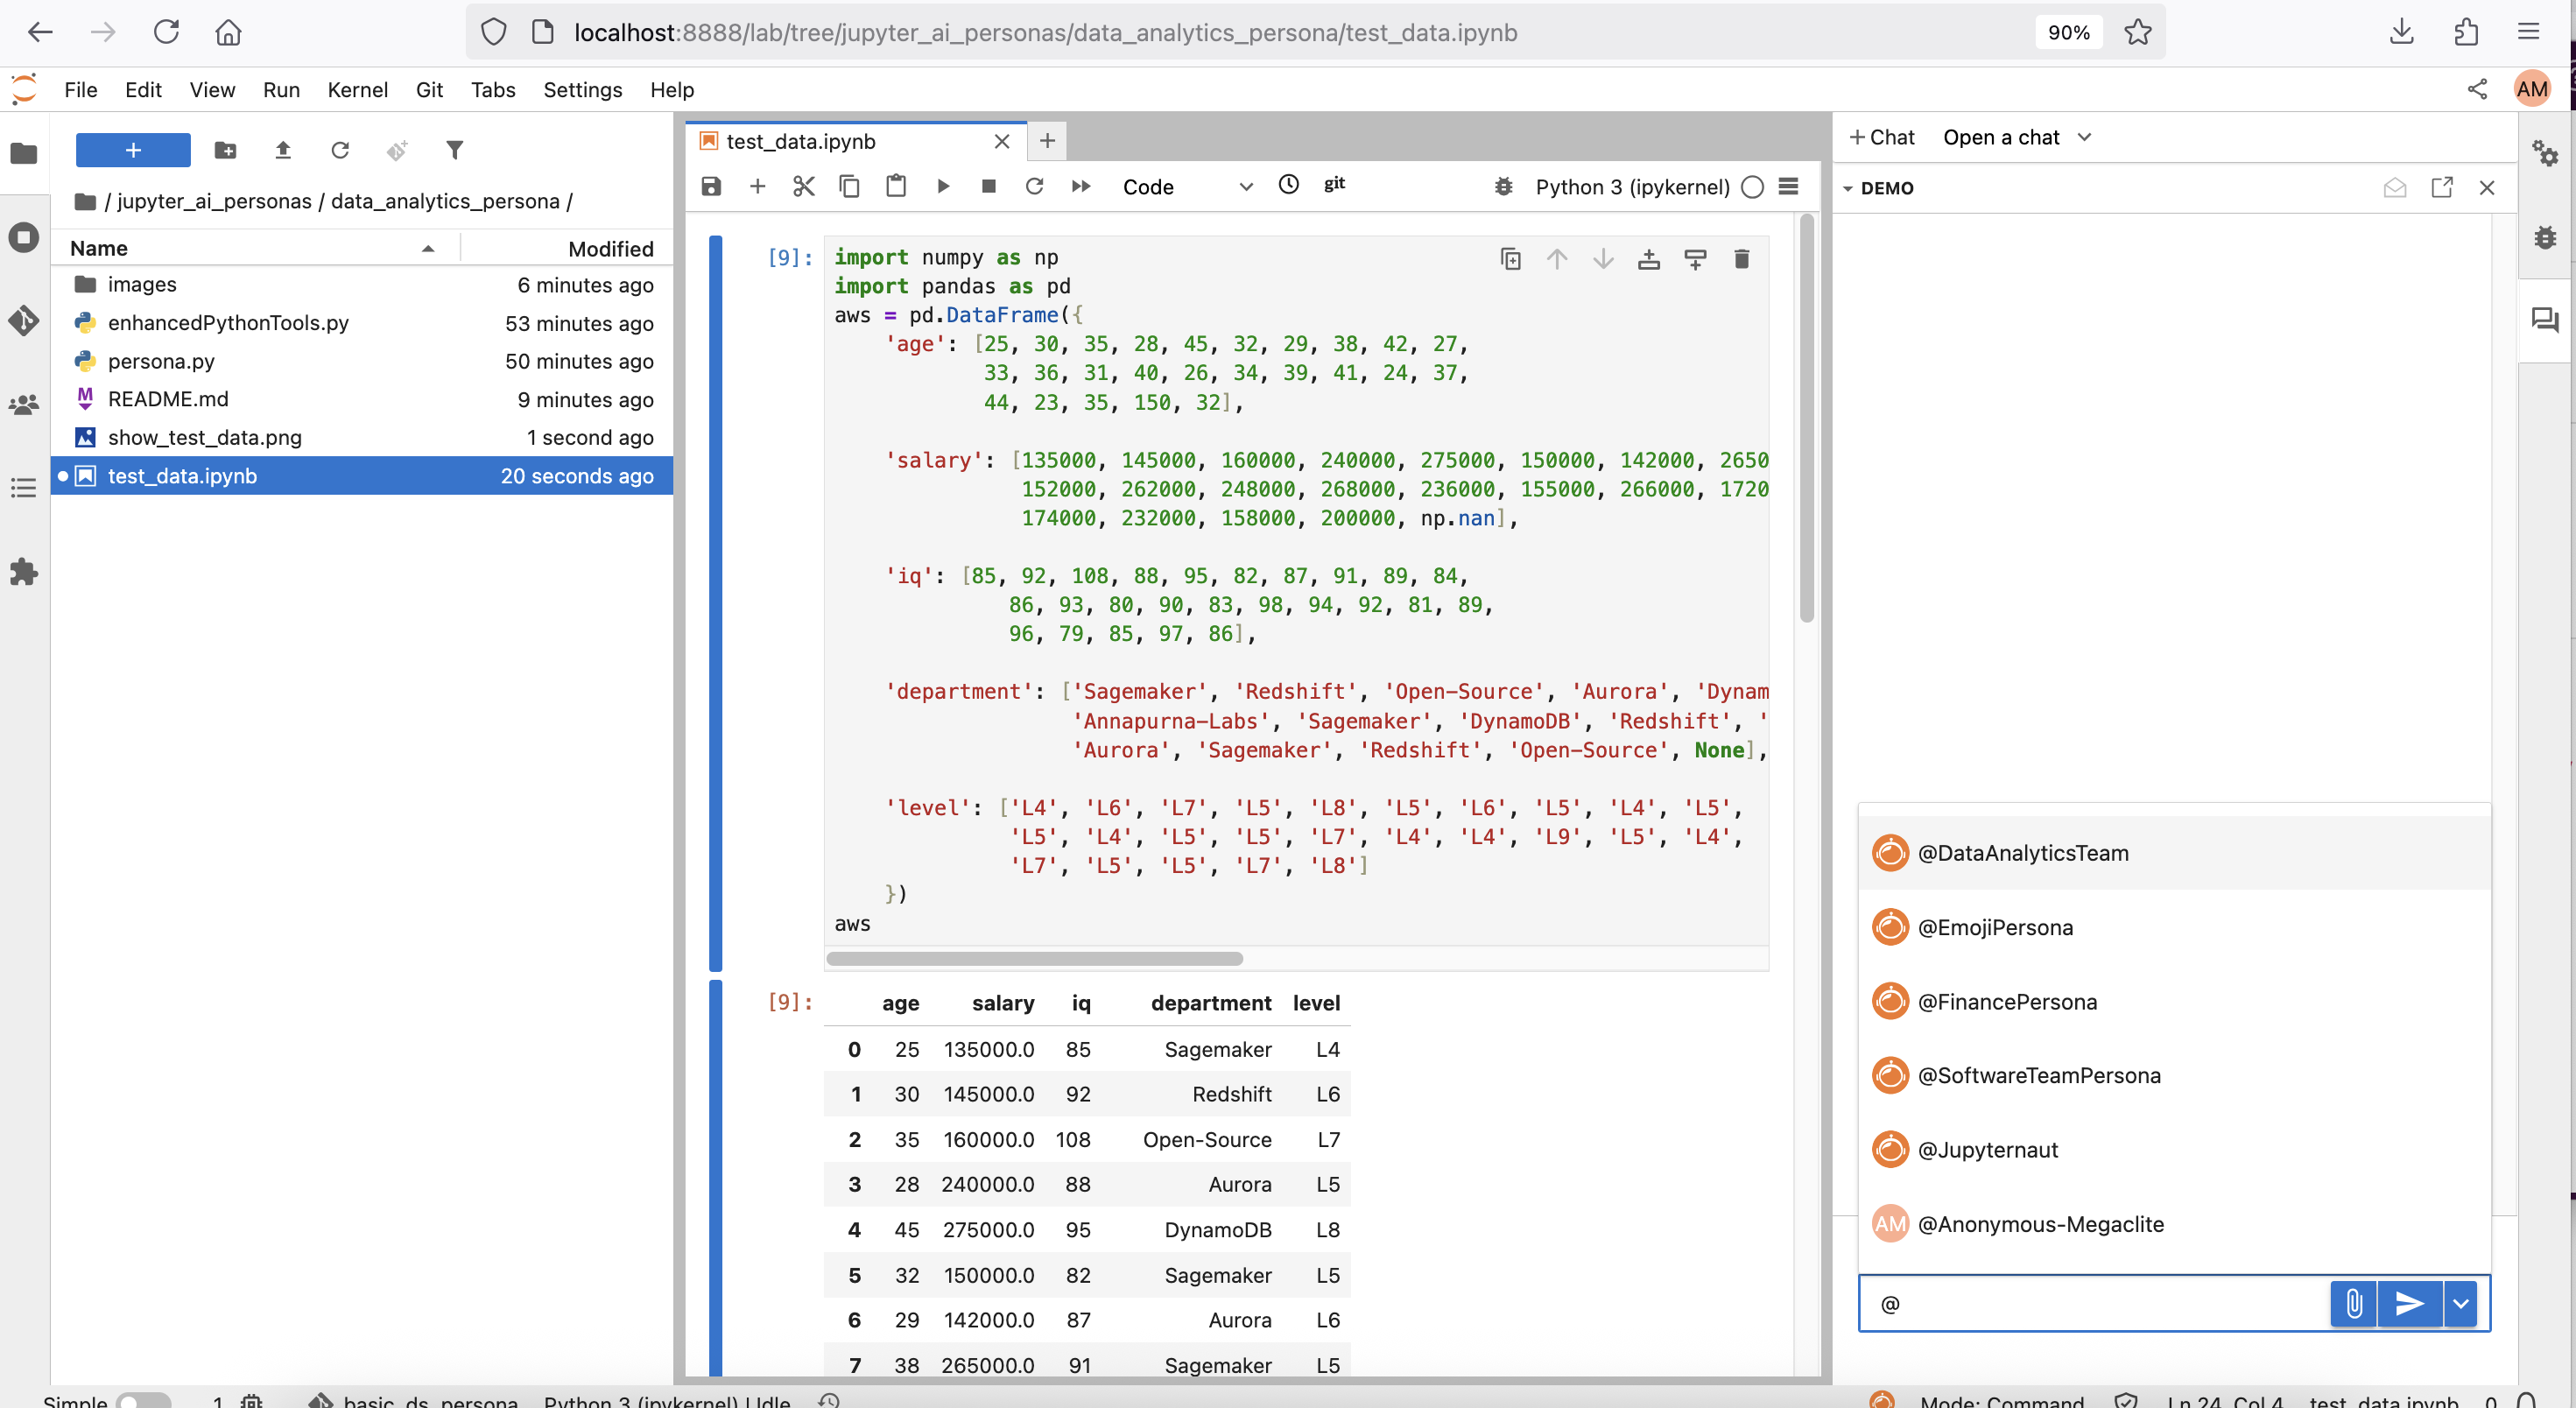 localhost:8888/lab/tree/jupyter_ai_personas/data_analytics_persona/test_data.ipynb
90%
File Edit View Run Kernel Git Tabs Settings Help
AM
+
/ jupyter_ai_personas / data_analytics_persona /
Name Modified
images 6 minutes ago
enhancedPythonTools.py 53 minutes ago
persona.py 50 minutes ago
README.md 9 minutes ago
show_test_data.png 1 second ago
test_data.ipynb 20 seconds ago
test_data.ipynb
Code
git
Python 3 (ipykernel)
[9]:
import numpy as np
import pandas as pd
aws = pd.DataFrame({
'age': [25, 30, 35, 28, 45, 32, 29, 38, 42, 27,
33, 36, 31, 40, 26, 34, 39, 41, 24, 37,
44, 23, 35, 150, 32],
'salary': [135000, 145000, 160000, 240000, 275000, 150000, 142000, 2650
152000, 262000, 248000, 268000, 236000, 155000, 266000, 1720
174000, 232000, 158000, 200000, np.nan],
'iq': [85, 92, 108, 88, 95, 82, 87, 91, 89, 84,
86, 93, 80, 90, 83, 98, 94, 92, 81, 89,
96, 79, 85, 97, 86],
'department': ['Sagemaker', 'Redshift', 'Open-Source', 'Aurora', 'Dynam
'Annapurna-Labs', 'Sagemaker', 'DynamoDB', 'Redshift', '
'Aurora', 'Sagemaker', 'Redshift', 'Open-Source', None],
'level': ['L4', 'L6', 'L7', 'L5', 'L8', 'L5', 'L6', 'L5', 'L4', 'L5',
'L5', 'L4', 'L5', 'L5', 'L7', 'L4', 'L4', 'L9', 'L5', 'L4',
'L7', 'L5', 'L5', 'L7', 'L8']
})
aws
[9]:
age salary iq department level
0 25 135000.0 85 Sagemaker L4
1 30 145000.0 92 Redshift L6
2 35 160000.0 108 Open-Source L7
3 28 240000.0 88 Aurora L5
4 45 275000.0 95 DynamoDB L8
5 32 150000.0 82 Sagemaker L5
6 29 142000.0 87 Aurora L6
7 38 265000.0 91 Sagemaker L5
+ Chat Open a chat
DEMO
@DataAnalyticsTeam
@EmojiPersona
@FinancePersona
@SoftwareTeamPersona
@Jupyternaut
AM @Anonymous-Megaclite
@
Simple 1 basic_ds_persona Python 3 (ipykernel) | Idle Mode: Command Ln 24, Col 4 test_data.ipynb 0